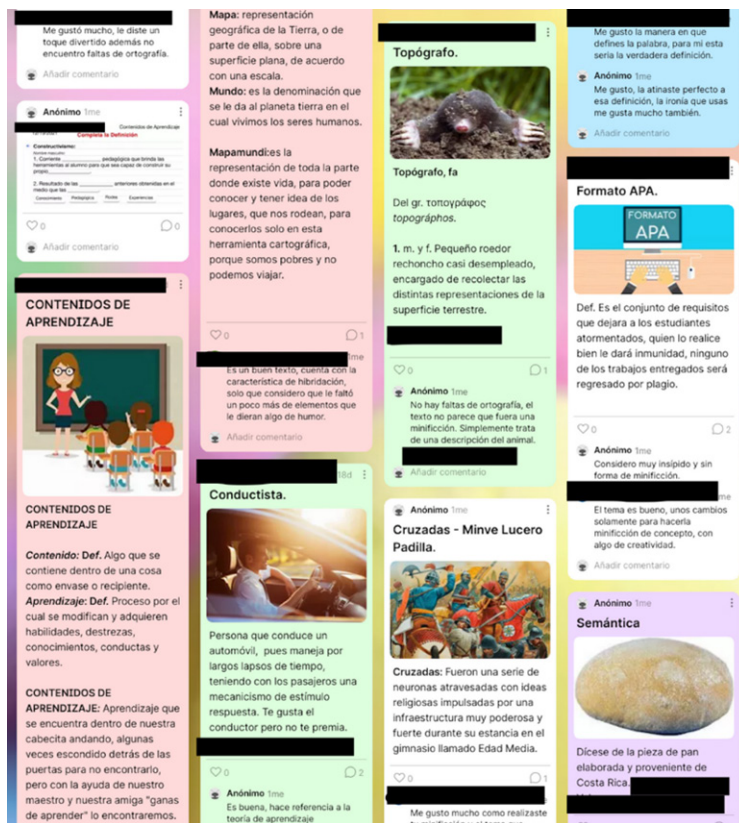 Me gustó mucho, le diste un
toque divertido además no
encuentro faltas de ortografía.
Añadir comentario
Anónimo 1me
Contenidos de Aprendizaje
Completa la Definición
Constructivismo:
1. Corriente ____________ pedagógica que brinda las
herramientas al alumno para que sea capaz de construir su
propio____________.
2. Resultado de las ____________ anteriores obtenidas en el
medio que las ____________.
Conocimiento Pedagógica Rodea Experiencias
0 0
Añadir comentario
CONTENIDOS DE
APRENDIZAJE
CONTENIDOS DE
APRENDIZAJE
Contenido: Def. Algo que se
contiene dentro de una cosa
como envase o recipiente.
Aprendizaje: Def. Proceso por el
cual se modifican y adquieren
habilidades, destrezas,
conocimientos, conductas y
valores.
CONTENIDOS DE
APRENDIZAJE: Aprendizaje que
se encuentra dentro de nuestra
cabecita andando, algunas
veces escondido detrás de las
puertas para no encontrarlo,
pero con la ayuda de nuestro
maestro y nuestra amiga "ganas
de aprender" lo encontraremos.
Mapa: representación
geográfica de la Tierra, o de
parte de ella, sobre una
superficie plana, de acuerdo
con una escala.
Mundo: es la denominación que
se le da al planeta tierra en el
cual vivimos los seres humanos.
Mapamundi:es la
representación de toda la parte
donde existe vida, para poder
conocer y tener idea de los
lugares, que nos rodean, para
conocerlos solo en esta
herramienta cartográfica,
porque somos pobres y no
podemos viajar.
0 1
1me
Es un buen texto, cuenta con la
característica de hibridación,
solo que considero que le faltó
un poco más de elementos que
le dieran algo de humor.
Añadir comentario
18d
Conductista.
Persona que conduce un
automóvil, pues maneja por
largos lapsos de tiempo,
teniendo con los pasajeros una
mecanicismo de estímulo
respuesta. Te gusta el
conductor pero no te premia.
0 2
Anónimo 1me
Es buena, hace referencia a la
teoría de aprendizaje
Topógrafo.
Topógrafo, fa
Del gr. τοπογράφος
topográphos.
1. m. y f. Pequeño roedor
rechoncho casi desempleado,
encargado de recolectar las
distintas representaciones de la
superficie terrestre.
0 1
Anónimo 1me
No hay faltas de ortografía, el
texto no parece que fuera una
minificción. Simplemente trata
de una descripción del animal.
Añadir comentario
Anónimo 1me
Cruzadas - Minve Lucero
Padilla.
Cruzadas: Fueron una serie de
neuronas atravesadas con ideas
religiosas impulsadas por una
infraestructura muy poderosa y
fuerte durante su estancia en el
gimnasio llamado Edad Media.
0 1
Me gusto mucho como realizaste
Me gusto la manera en que
defines la palabra, para mi esta
seria la verdadera definición.
Anónimo 1me
Me gusto, la atinaste perfecto a
esa definición, la ironía que usas
me gusta mucho también.
Añadir comentario
Formato APA.
FORMATO
APA
Def. Es el conjunto de requisitos
que dejara a los estudiantes
atormentados, quien lo realice
bien le dará inmunidad, ninguno
de los trabajos entregados será
regresado por plagio.
0 2
Anónimo 1me
Considero muy insípido y sin
forma de minificción.
me
El tema es bueno, unos cambios
solamente para hacerla
minificción de concepto, con
algo de creatividad.
Añadir comentario
Anónimo 1me
Semántica
Dícese de la pieza de pan
elaborada y proveniente de
Costa Rica.